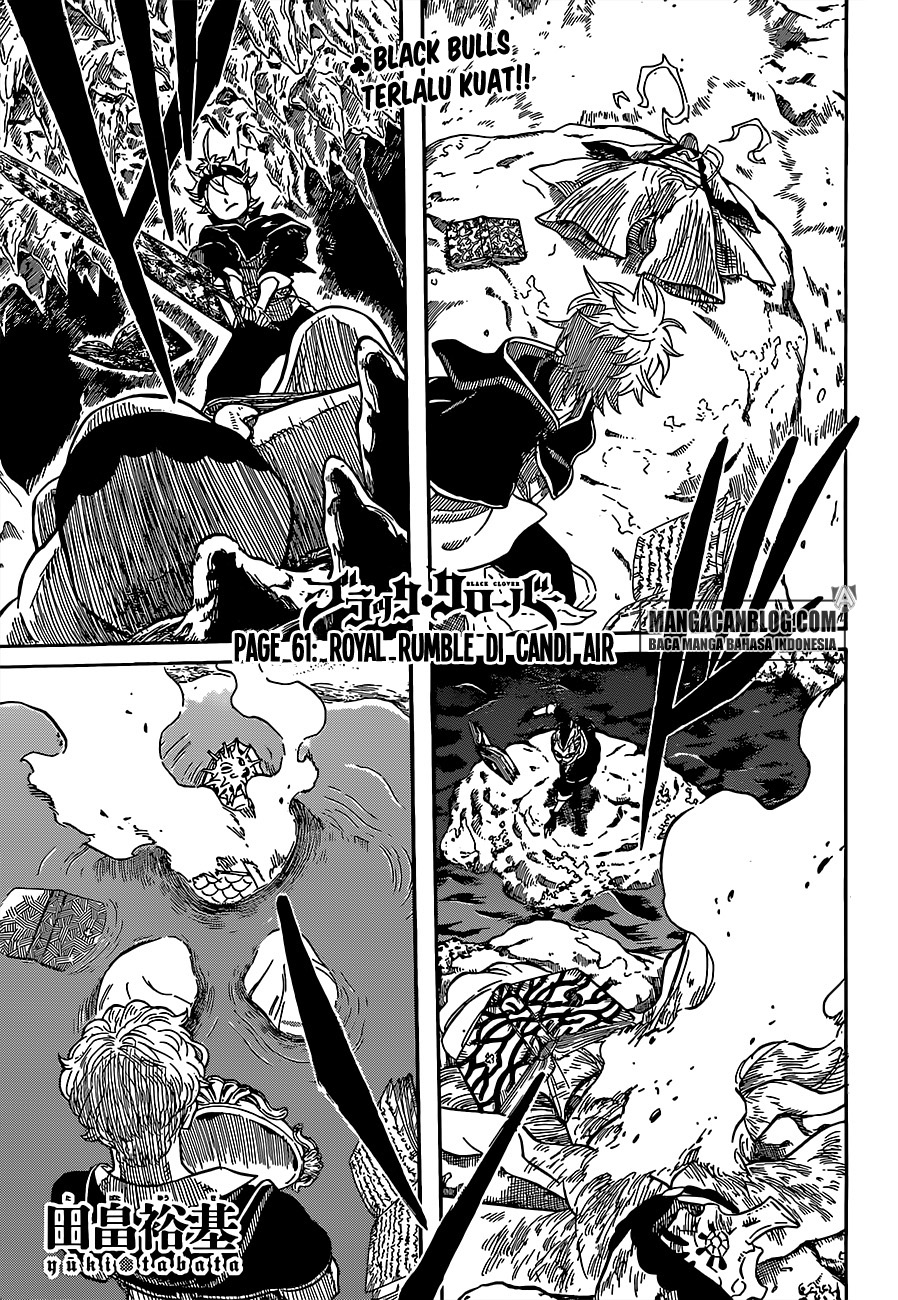 ♣BLACK BULLS
TERLALU KUAT!!
BLACK CLOVER
ブラッククローバー
PAGE 61: ROYAL RUMBLE DI CANDI AIR
MANGACANBLOG.COM
BACA MANGA BAHASA INDONESIA
田畠裕基
yūki tabata